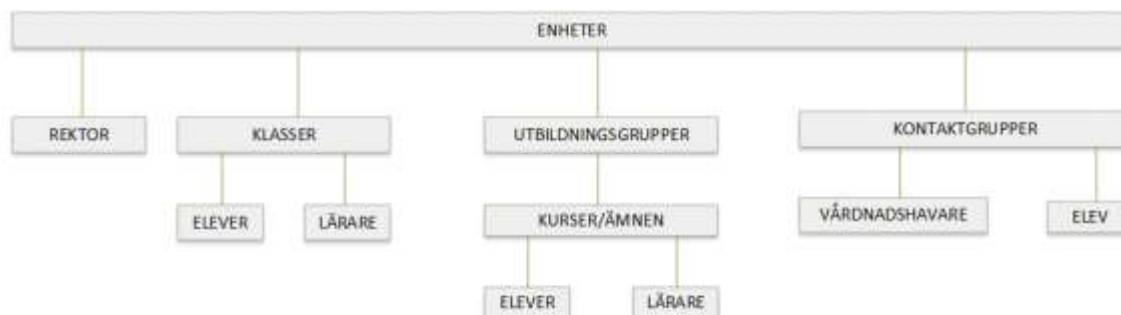 ENHETER
REKTOR
KLASSER
UTBILDNINGSGRUPPER
KONTAKTGRUPPER
ELEVER
LÄRARE
KURSER/ÄMNEN
VÅRDNADSHAVARE
ELEV
ELEVER
LÄRARE